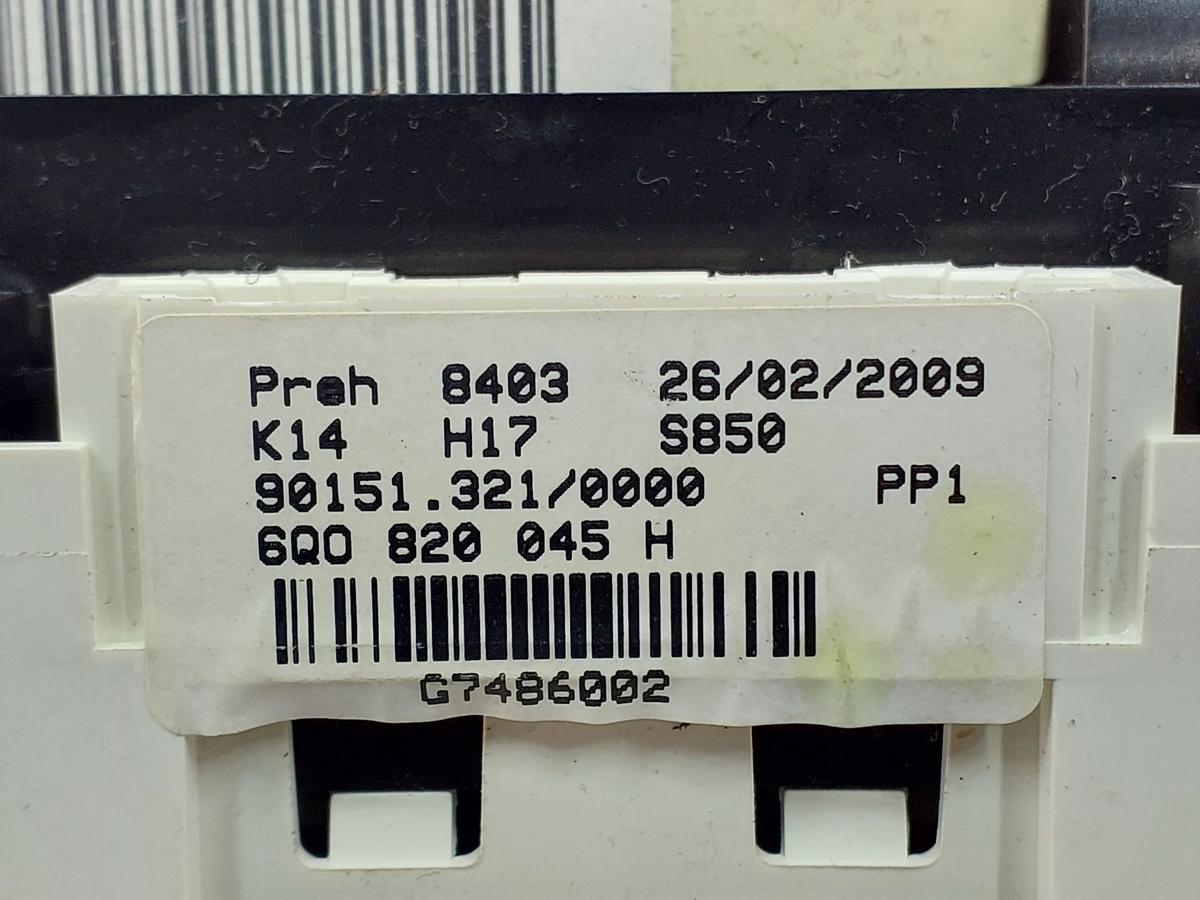 Preh 8403 26/02/2009
K14 H17 S850
90151.321/0000 PP1
6Q0 820 045 H
G7486002